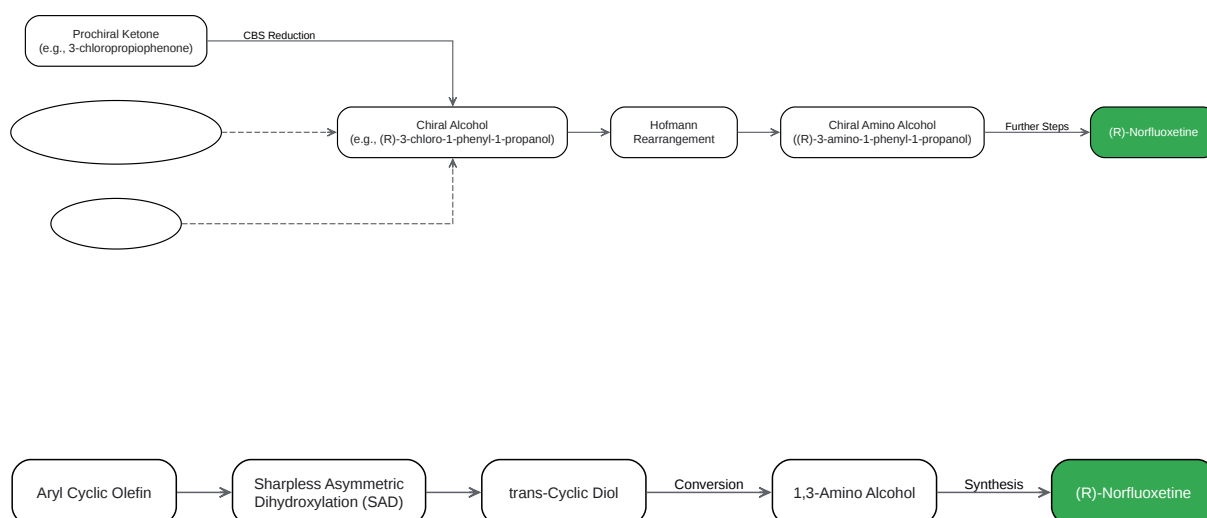 Prochiral Ketone
(e.g., 3-chloropropiophenone)
CBS Reduction
Chiral Alcohol
(e.g., (R)-3-chloro-1-phenyl-1-propanol)
Hofmann
Rearrangement
Chiral Amino Alcohol
((R)-3-amino-1-phenyl-1-propanol)
Further Steps
(R)-Norfluoxetine
Aryl Cyclic Olefin
Sharpless Asymmetric
Dihydroxylation (SAD)
trans-Cyclic Diol
Conversion
1,3-Amino Alcohol
Synthesis
(R)-Norfluoxetine